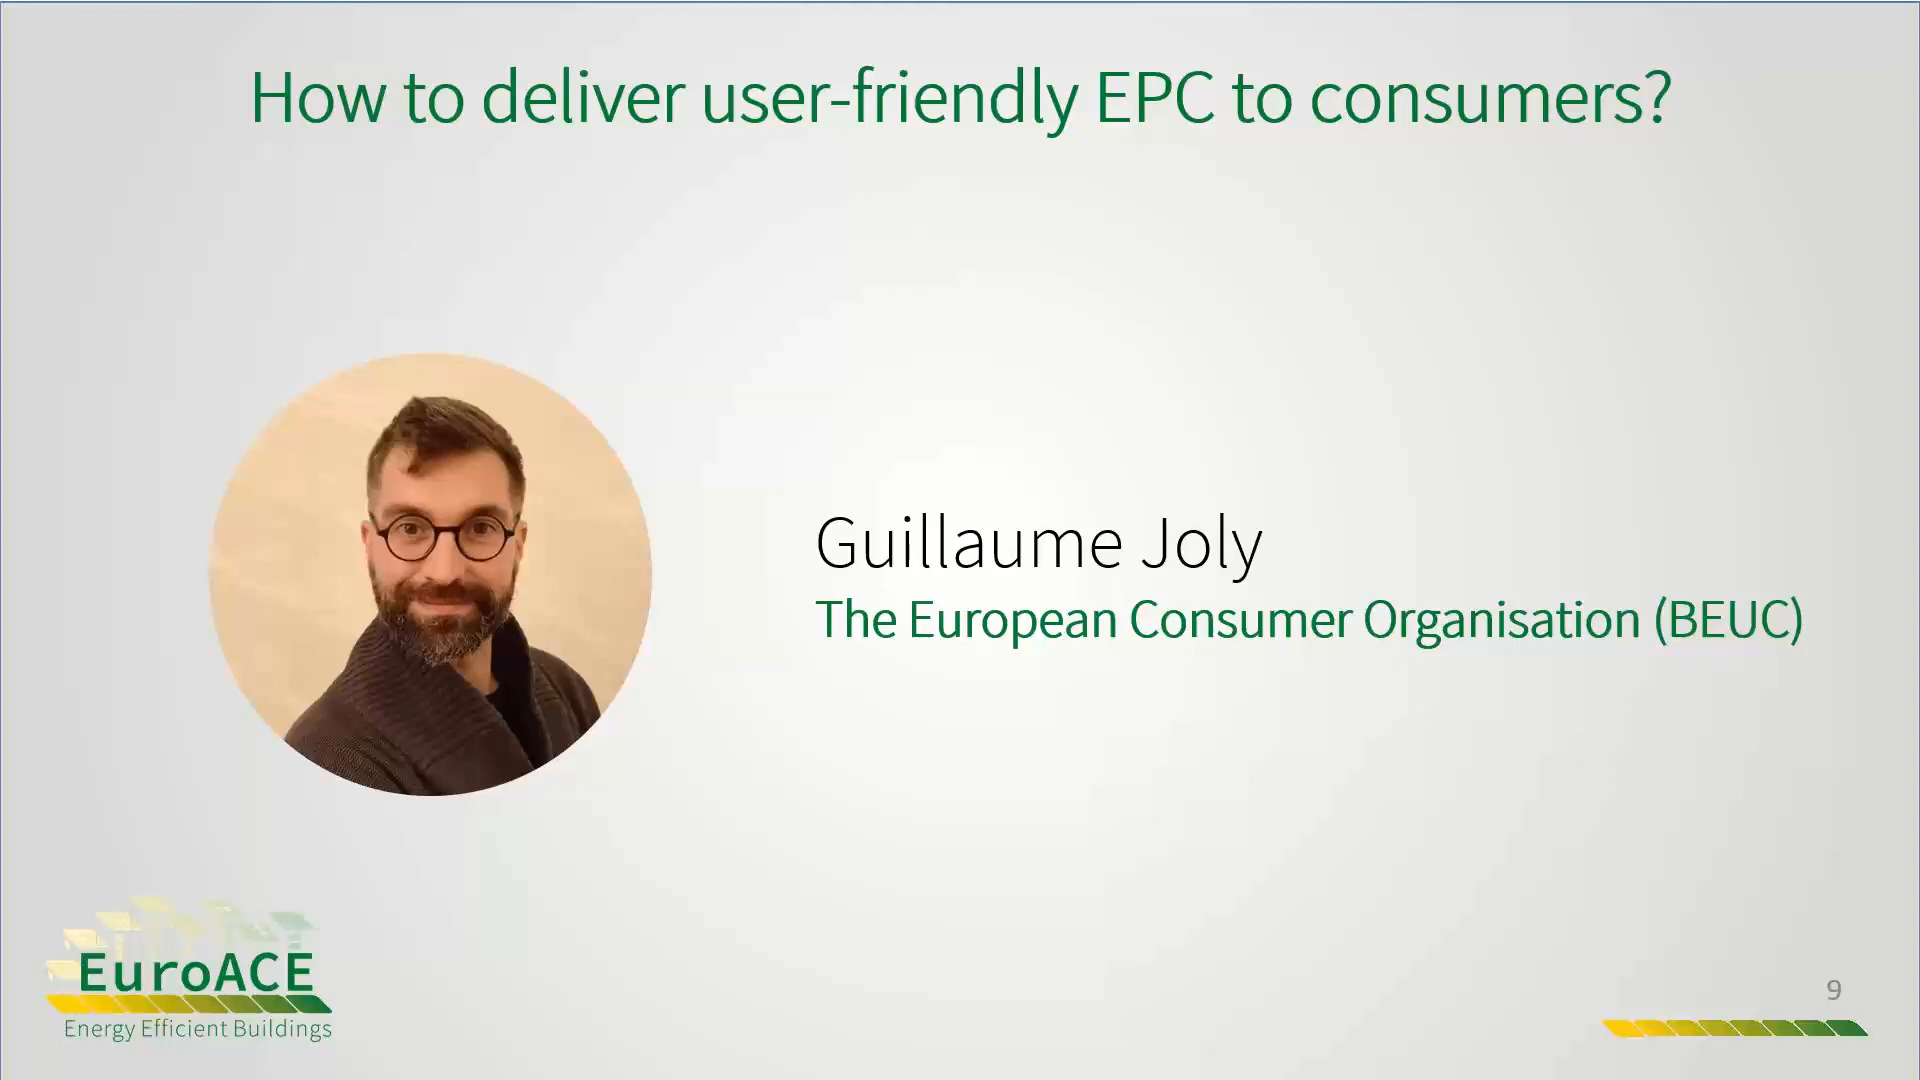 How to deliver user-friendly EPC to consumers?
Guillaume Joly
The European Consumer Organisation (BEUC)
EuroACE
Energy Efficient Buildings
9